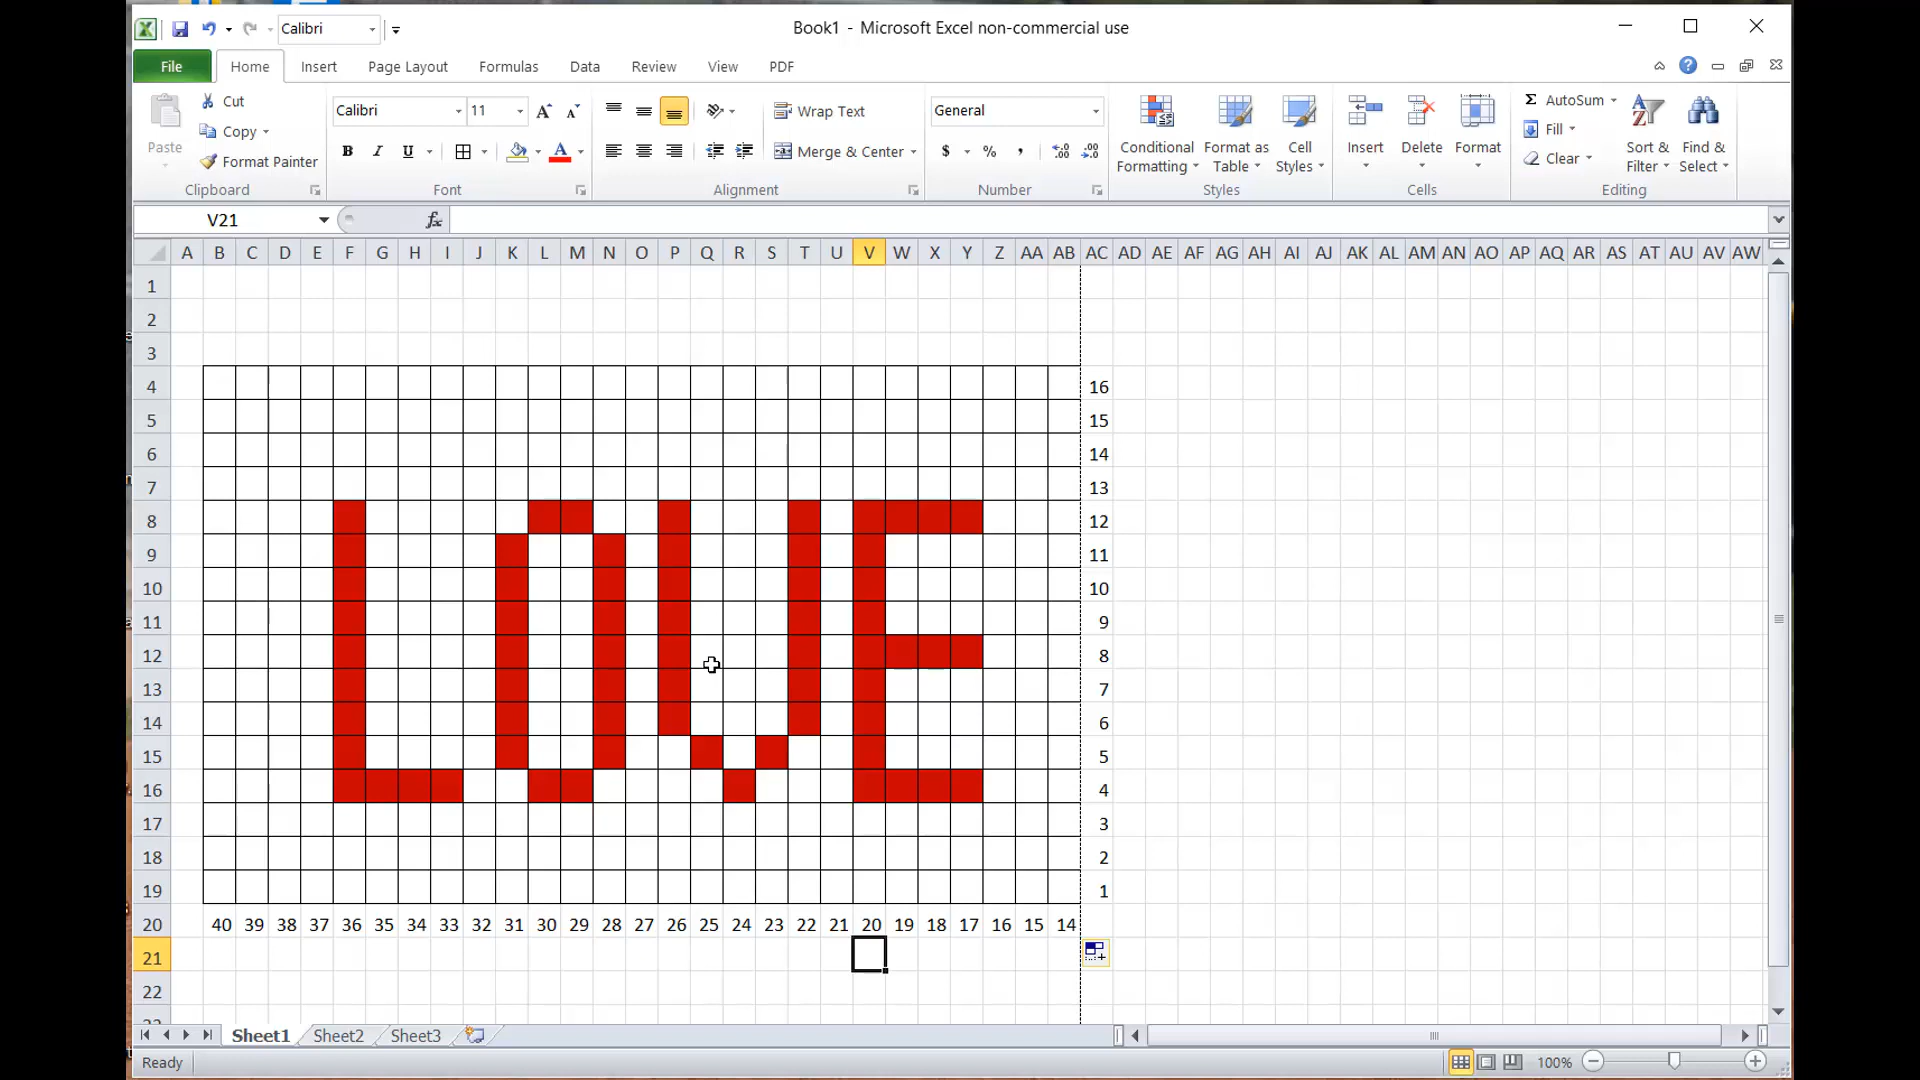 Calibri
Book1 - Microsoft Excel non-commercial use
File Home Insert Page Layout Formulas Data Review View PDF
Paste
Cut
Copy
Format Painter
Clipboard
Calibri 11
B I U
Font
Wrap Text
Merge & Center
Alignment
General
$ % ,
Number
Conditional Formatting
Format as Table
Cell Styles
Styles
Insert
Delete
Format
Cells
AutoSum
Fill
Clear
Sort & Filter
Find & Select
Editing
V21 fx
A B C D E F G H I J K L M N O P Q R S T U V W X Y Z AA AB AC AD AE AF AG AH AI AJ AK AL AM AN AO AP AQ AR AS AT AU AV AW
1
2
3
4 16
5 15
6 14
7 13
8 12
9 11
10 10
11 9
12 8
13 7
14 6
15 5
16 4
17 3
18 2
19 1
LOVE
20 40 39 38 37 36 35 34 33 32 31 30 29 28 27 26 25 24 23 22 21 20 19 18 17 16 15 14
21
22
Sheet1 Sheet2 Sheet3
Ready 100%